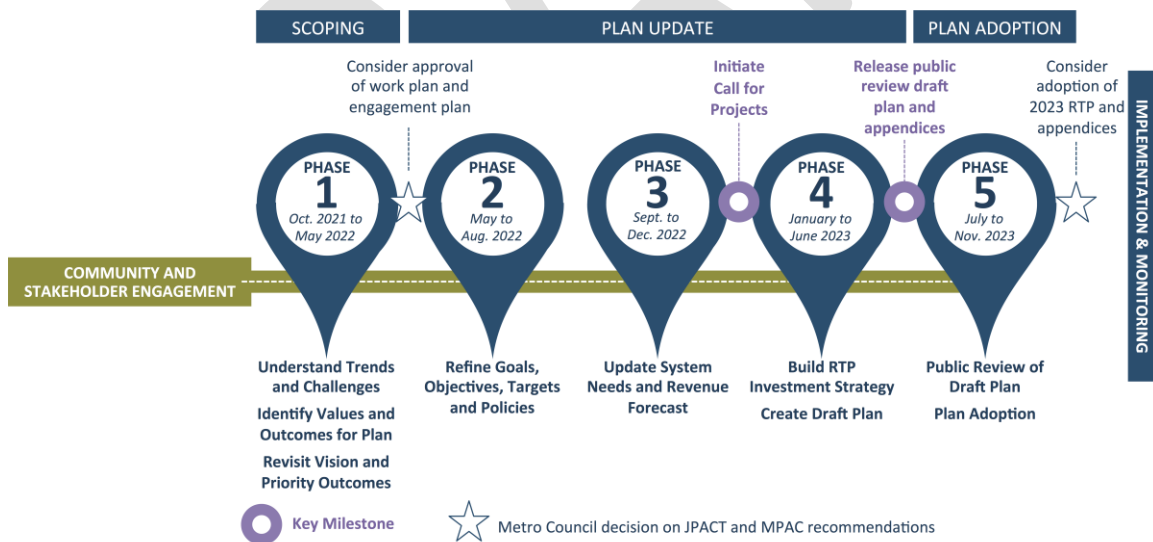 SCOPING
PLAN UPDATE
PLAN ADOPTION
Consider approval
of work plan and
engagement plan
Initiate
Call for
Projects
Release public
review draft
plan and
appendices
Consider
adoption of
2023 RTP and
appendices
IMPLEMENTATION & MONITORING
PHASE
1
Oct. 2021 to
May 2022
PHASE
2
May to
Aug. 2022
PHASE
3
Sept. to
Dec. 2022
PHASE
4
January to
June 2023
PHASE
5
July to
Nov. 2023
COMMUNITY AND
STAKEHOLDER ENGAGEMENT
Understand Trends
and Challenges
Identify Values and
Outcomes for Plan
Revisit Vision and
Priority Outcomes
Refine Goals,
Objectives, Targets
and Policies
Update System
Needs and Revenue
Forecast
Build RTP
Investment Strategy
Create Draft Plan
Public Review of
Draft Plan
Plan Adoption
Key Milestone
Metro Council decision on JPACT and MPAC recommendations